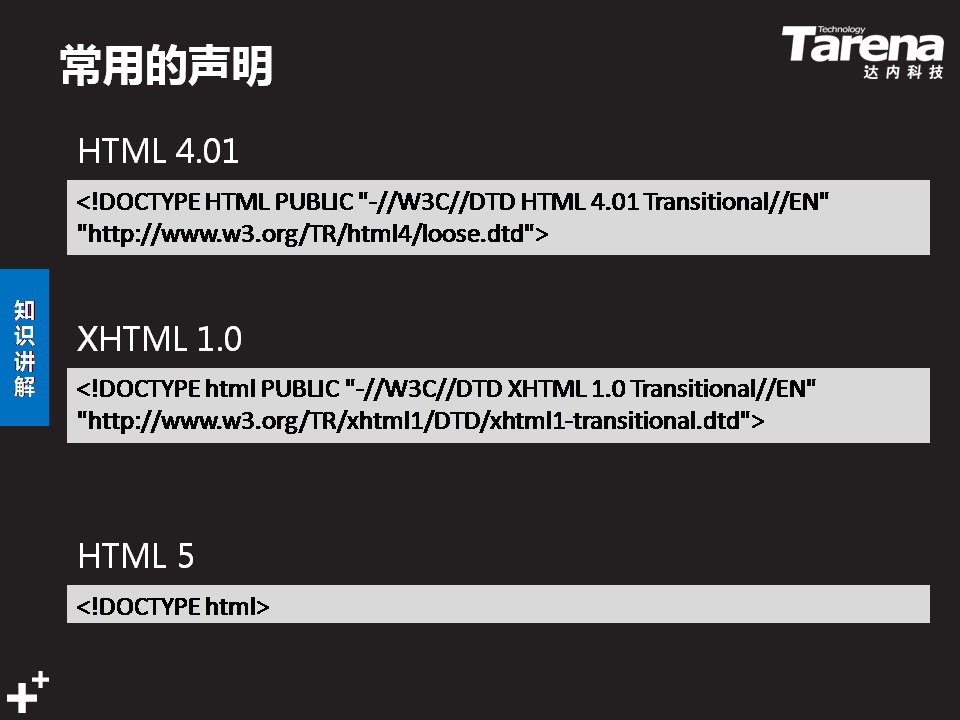 常用的声明
Technology
Tarena
达内科技
HTML 4.01
<!DOCTYPE HTML PUBLIC "-//W3C//DTD HTML 4.01 Transitional//EN"
"http://www.w3.org/TR/html4/loose.dtd">
知识讲解
XHTML 1.0
<!DOCTYPE html PUBLIC "-//W3C//DTD XHTML 1.0 Transitional//EN"
"http://www.w3.org/TR/xhtml1/DTD/xhtml1-transitional.dtd">
HTML 5
<!DOCTYPE html>